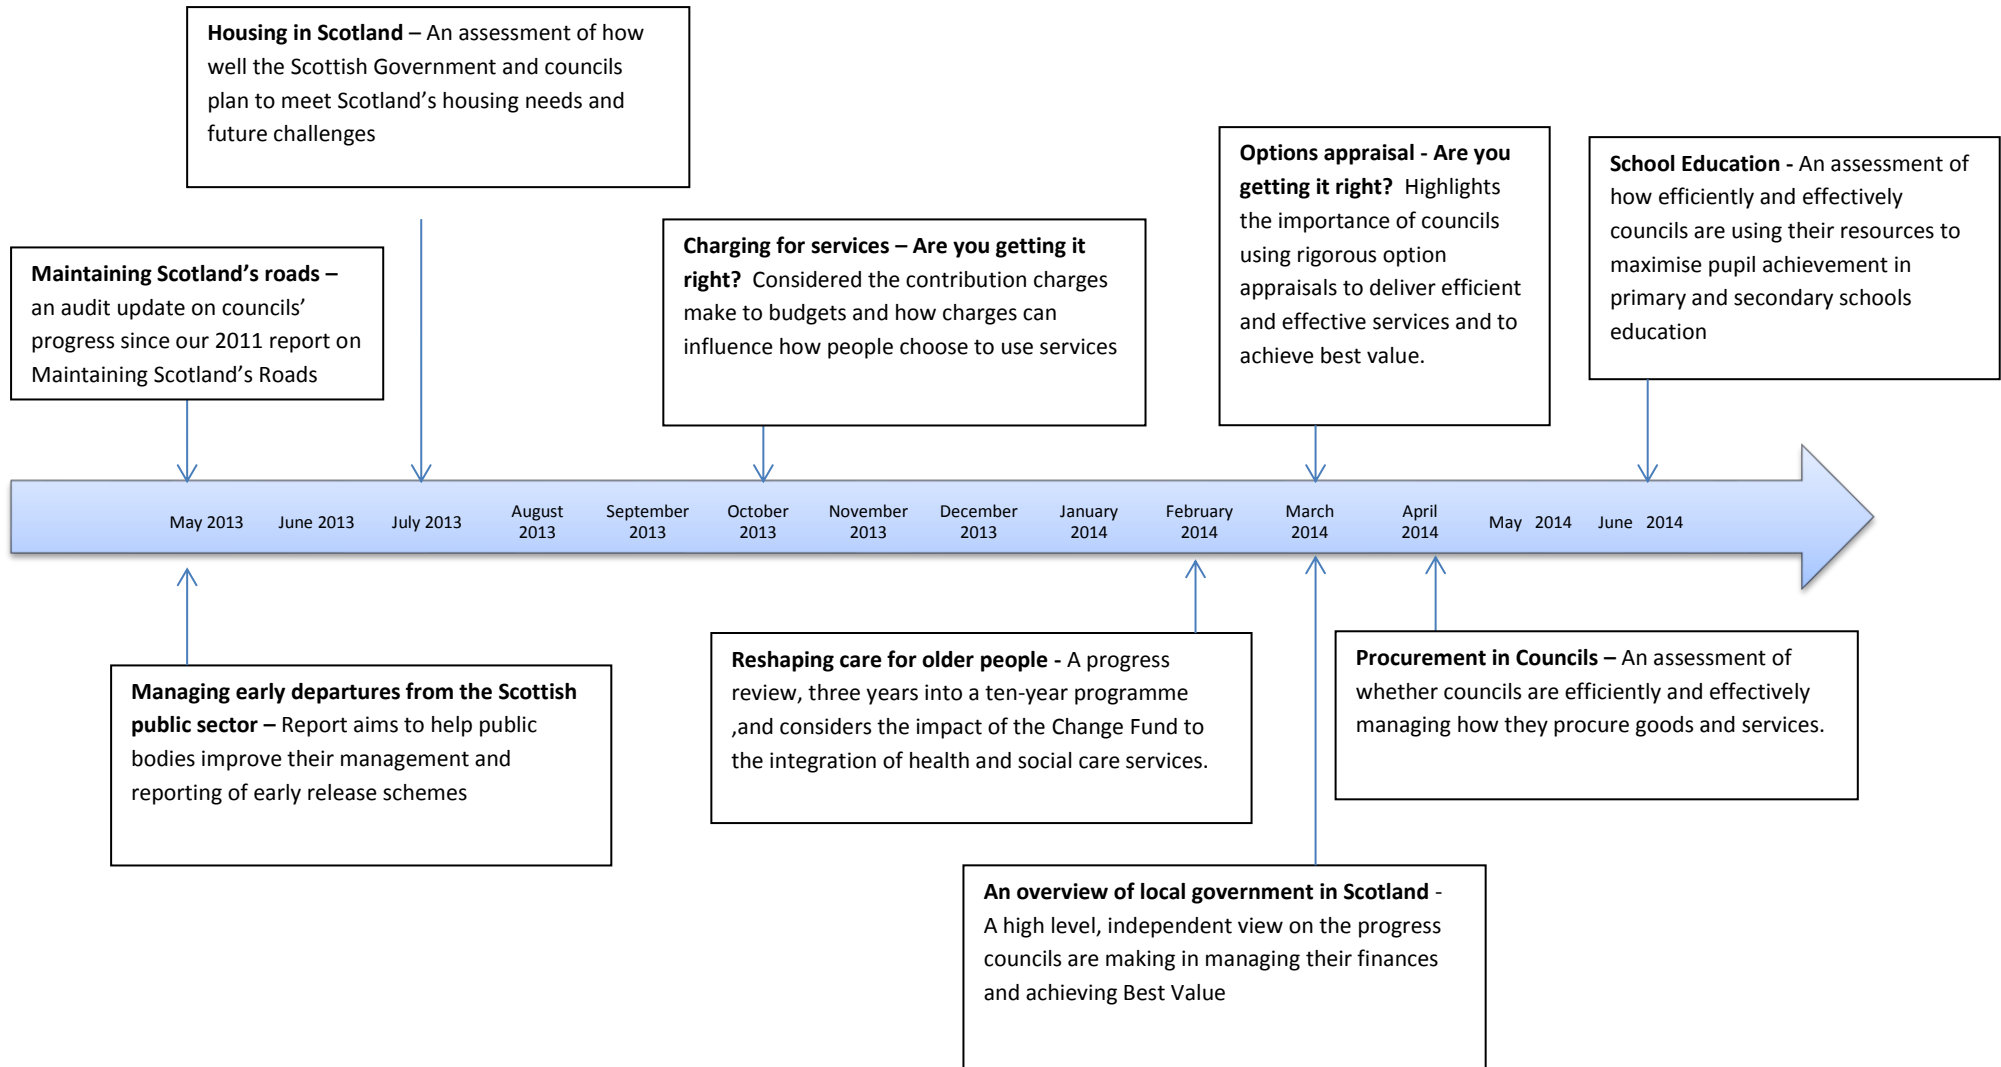 Housing in Scotland – An assessment of how
well the Scottish Government and councils
plan to meet Scotland’s housing needs and
future challenges
Maintaining Scotland’s roads –
an audit update on councils’
progress since our 2011 report on
Maintaining Scotland’s Roads
Charging for services – Are you getting it
right?  Considered the contribution charges
make to budgets and how charges can
influence how people choose to use services
Options appraisal - Are you
getting it right?  Highlights
the importance of councils
using rigorous option
appraisals to deliver efficient
and effective services and to
achieve best value.
School Education - An assessment of
how efficiently and effectively
councils are using their resources to
maximise pupil achievement in
primary and secondary schools
education
May 2013
June 2013
July 2013
August
2013
September
2013
October
2013
November
2013
December
2013
January
2014
February
2014
March
2014
April
2014
May   2014
June   2014
Managing early departures from the Scottish
public sector – Report aims to help public
bodies improve their management and
reporting of early release schemes
Reshaping care for older people - A progress
review, three years into a ten-year programme
,and considers the impact of the Change Fund to
the integration of health and social care services.
Procurement in Councils – An assessment of
whether councils are efficiently and effectively
managing how they procure goods and services.
An overview of local government in Scotland -
A high level, independent view on the progress
councils are making in managing their finances
and achieving Best Value